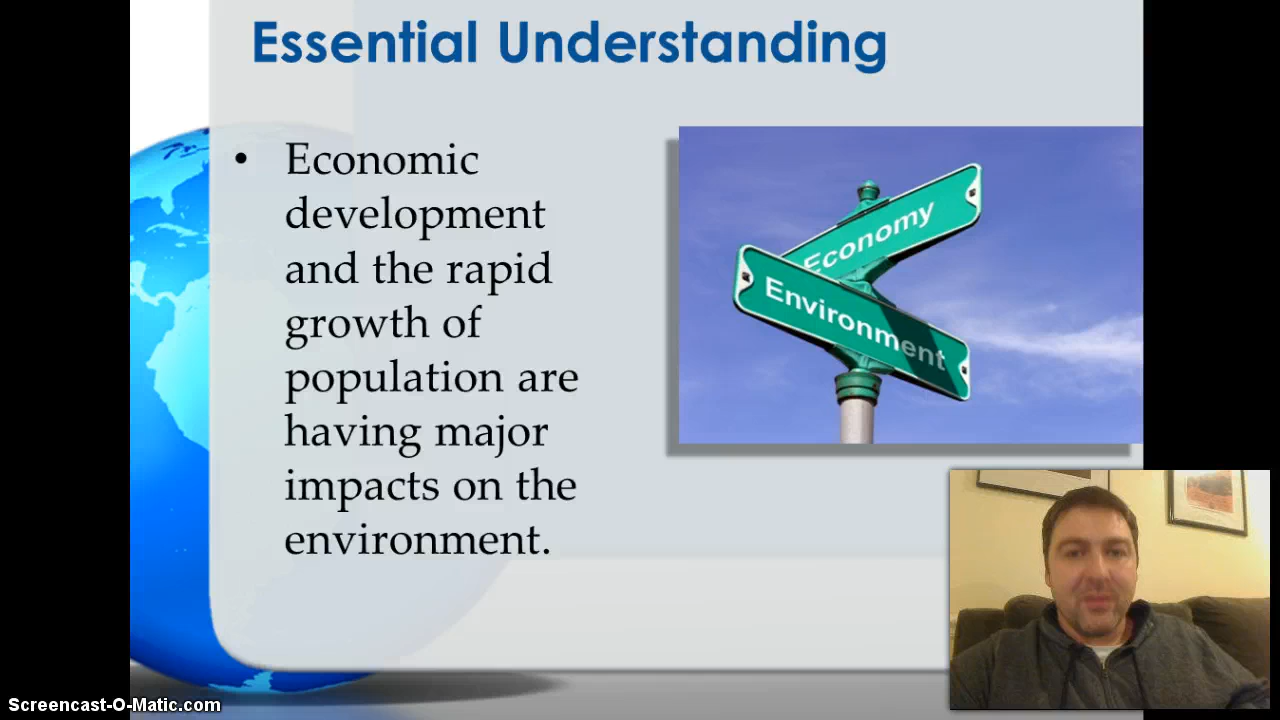 Essential Understanding
• Economic
development
and the rapid
growth of
population are
having major
impacts on the
environment.
Economy
Environment
Screencast-O-Matic.com